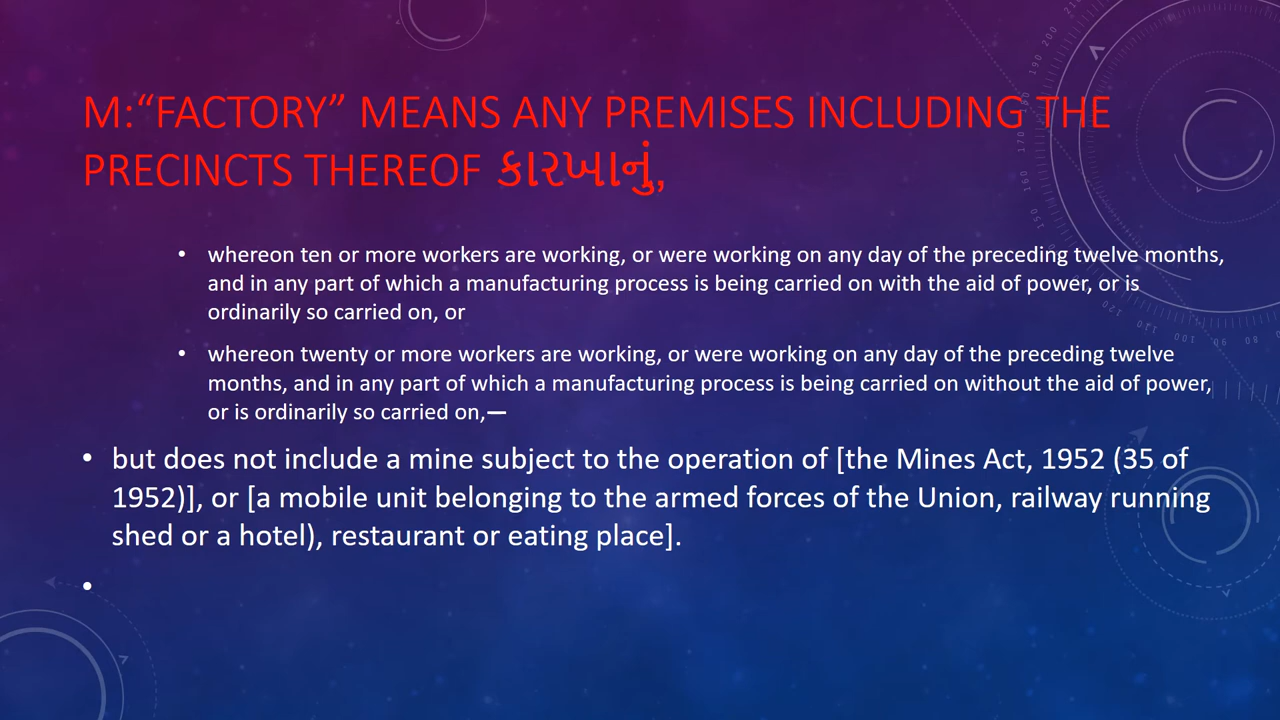 M:“FACTORY” MEANS ANY PREMISES INCLUDING THE
PRECINCTS THEREOF કારખાનું,
• whereon ten or more workers are working, or were working on any day of the preceding twelve months,
and in any part of which a manufacturing process is being carried on with the aid of power, or is
ordinarily so carried on, or
• whereon twenty or more workers are working, or were working on any day of the preceding twelve
months, and in any part of which a manufacturing process is being carried on without the aid of power,
or is ordinarily so carried on,—
• but does not include a mine subject to the operation of [the Mines Act, 1952 (35 of
1952)], or [a mobile unit belonging to the armed forces of the Union, railway running
shed or a hotel), restaurant or eating place].
•